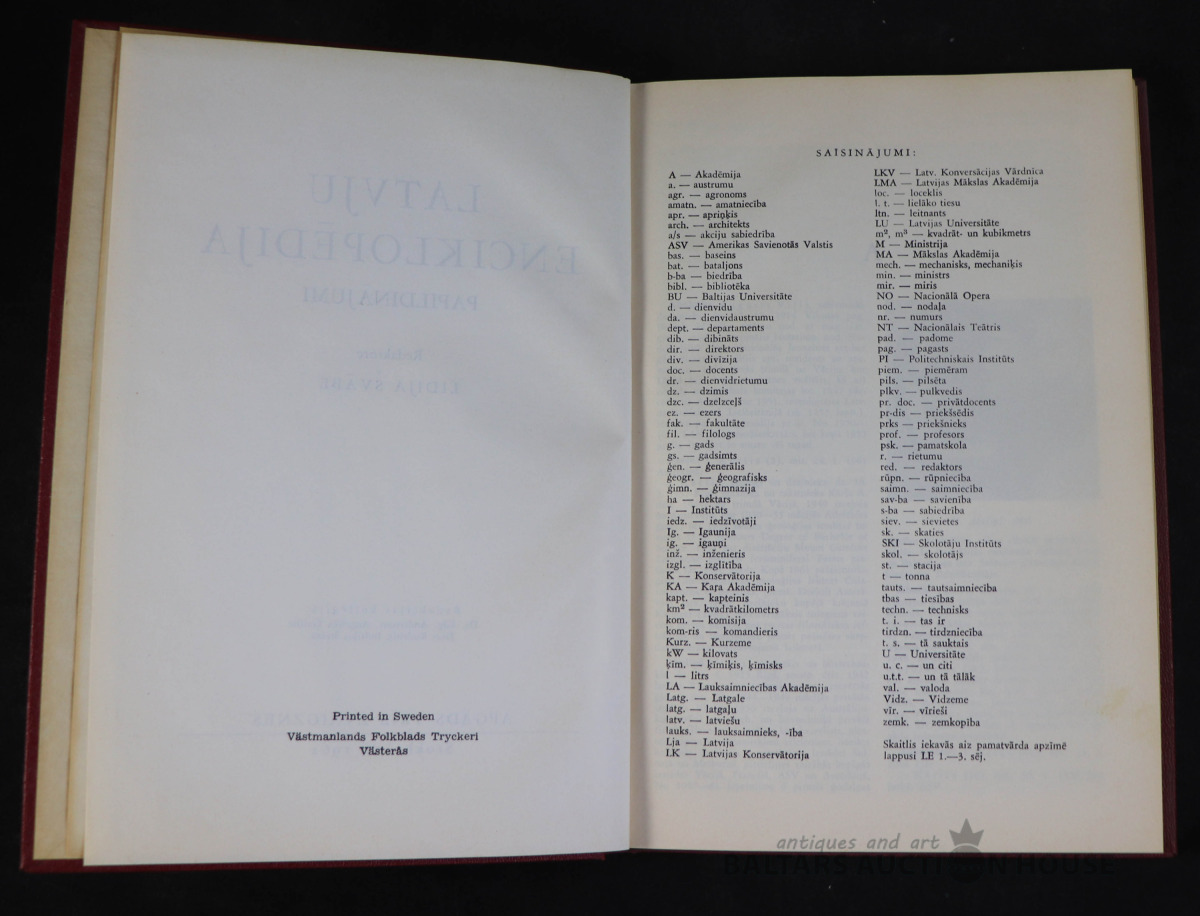 Printed in Sweden
Västmanlands Folkblads Tryckeri
Västerås
SAĪSINĀJUMI:
A — Akadēmija
a. — austrumu
agr. — agronoms
amatn. — amatniecība
apr. — apriņķis
arch. — architekts
a/s — akciju sabiedrība
ASV — Amerikas Savienotās Valstis
bas. — baseins
bat. — bataljons
b-ba — biedrība
bibl. — bibliotēka
BU — Baltijas Universitāte
d. — dienvidu
da. — dienvidaustrumu
dept. — departaments
dib. — dibināts
dir. — direktors
div. — divīzija
doc. — docents
dr. — dienvidrietumu
dz. — dzimis
dzc. — dzelzceļš
ez. — ezers
fak. — fakultāte
fil. — filologs
g. — gads
gs. — gadsimts
ģen. — ģenerālis
ģeogr. — ģeografisks
ģimn. — ģimnazija
ha — hektars
I — Institūts
iedz. — iedzīvotāji
Ig. — Igaunija
ig. — igauņi
inž. — inženieris
izgl. — izglītība
K — Konservātorija
KA — Kaŗa Akadēmija
kapt. — kapteinis
km² — kvadrātkilometrs
kom. — komisija
kom-ris — komandieris
Kurz. — Kurzeme
kW — kilovats
ķīm. — ķīmiķis, ķīmisks
l — litrs
LA — Lauksaimniecības Akadēmija
Latg. — Latgale
latg. — latgaļu
latv. — latviešu
lauks. — lauksaimnieks, -ība
Lja — Latvija
LK — Latvijas Konservātorija
LKV — Latv. Konversācijas Vārdnīca
LMA — Latvijas Mākslas Akadēmija
loc. — loceklis
l. t. — lielāko tiesu
ltn. — leitnants
LU — Latvijas Universitāte
m², m³ — kvadrāt- un kubikmetrs
M — Ministrija
MA — Mākslas Akadēmija
mech. — mechanisks, mechaniķis
min. — ministrs
mir. — miris
NO — Nacionālā Opera
nod. — nodaļa
nr. — numurs
NT — Nacionālais Teātris
pad. — padome
pag. — pagasts
PI — Politechniskais Institūts
piem. — piemēram
pils. — pilsēta
plkv. — pulkvedis
pr. doc. — privātdocents
pr-dis — priekšsēdis
prks — priekšnieks
prof. — profesors
psk. — pamatskola
r. — rietumu
red. — redaktors
rūpn. — rūpniecība
saimn. — saimniecība
sav-ba — savienība
s-ba — sabiedrība
siev. — sievietes
sk. — skaties
SKI — Skolotāju Institūts
skol. — skolotājs
st. — stacija
t — tonna
tauts. — tautsaimniecība
tbas — tiesības
techn. — technisks
t. i. — tas ir
tirdzn. — tirdzniecība
t. s. — tā sauktais
U — Universitāte
u. c. — un citi
u.t.t. — un tā tālāk
val. — valoda
Vidz. — Vidzeme
vīr. — vīrieši
zemk. — zemkopība
Skaitlis iekavās aiz pamatvārda apzīmē
lappusi LE 1.—3. sēj.
antiques and art
BALTARS AUCTION HOUSE